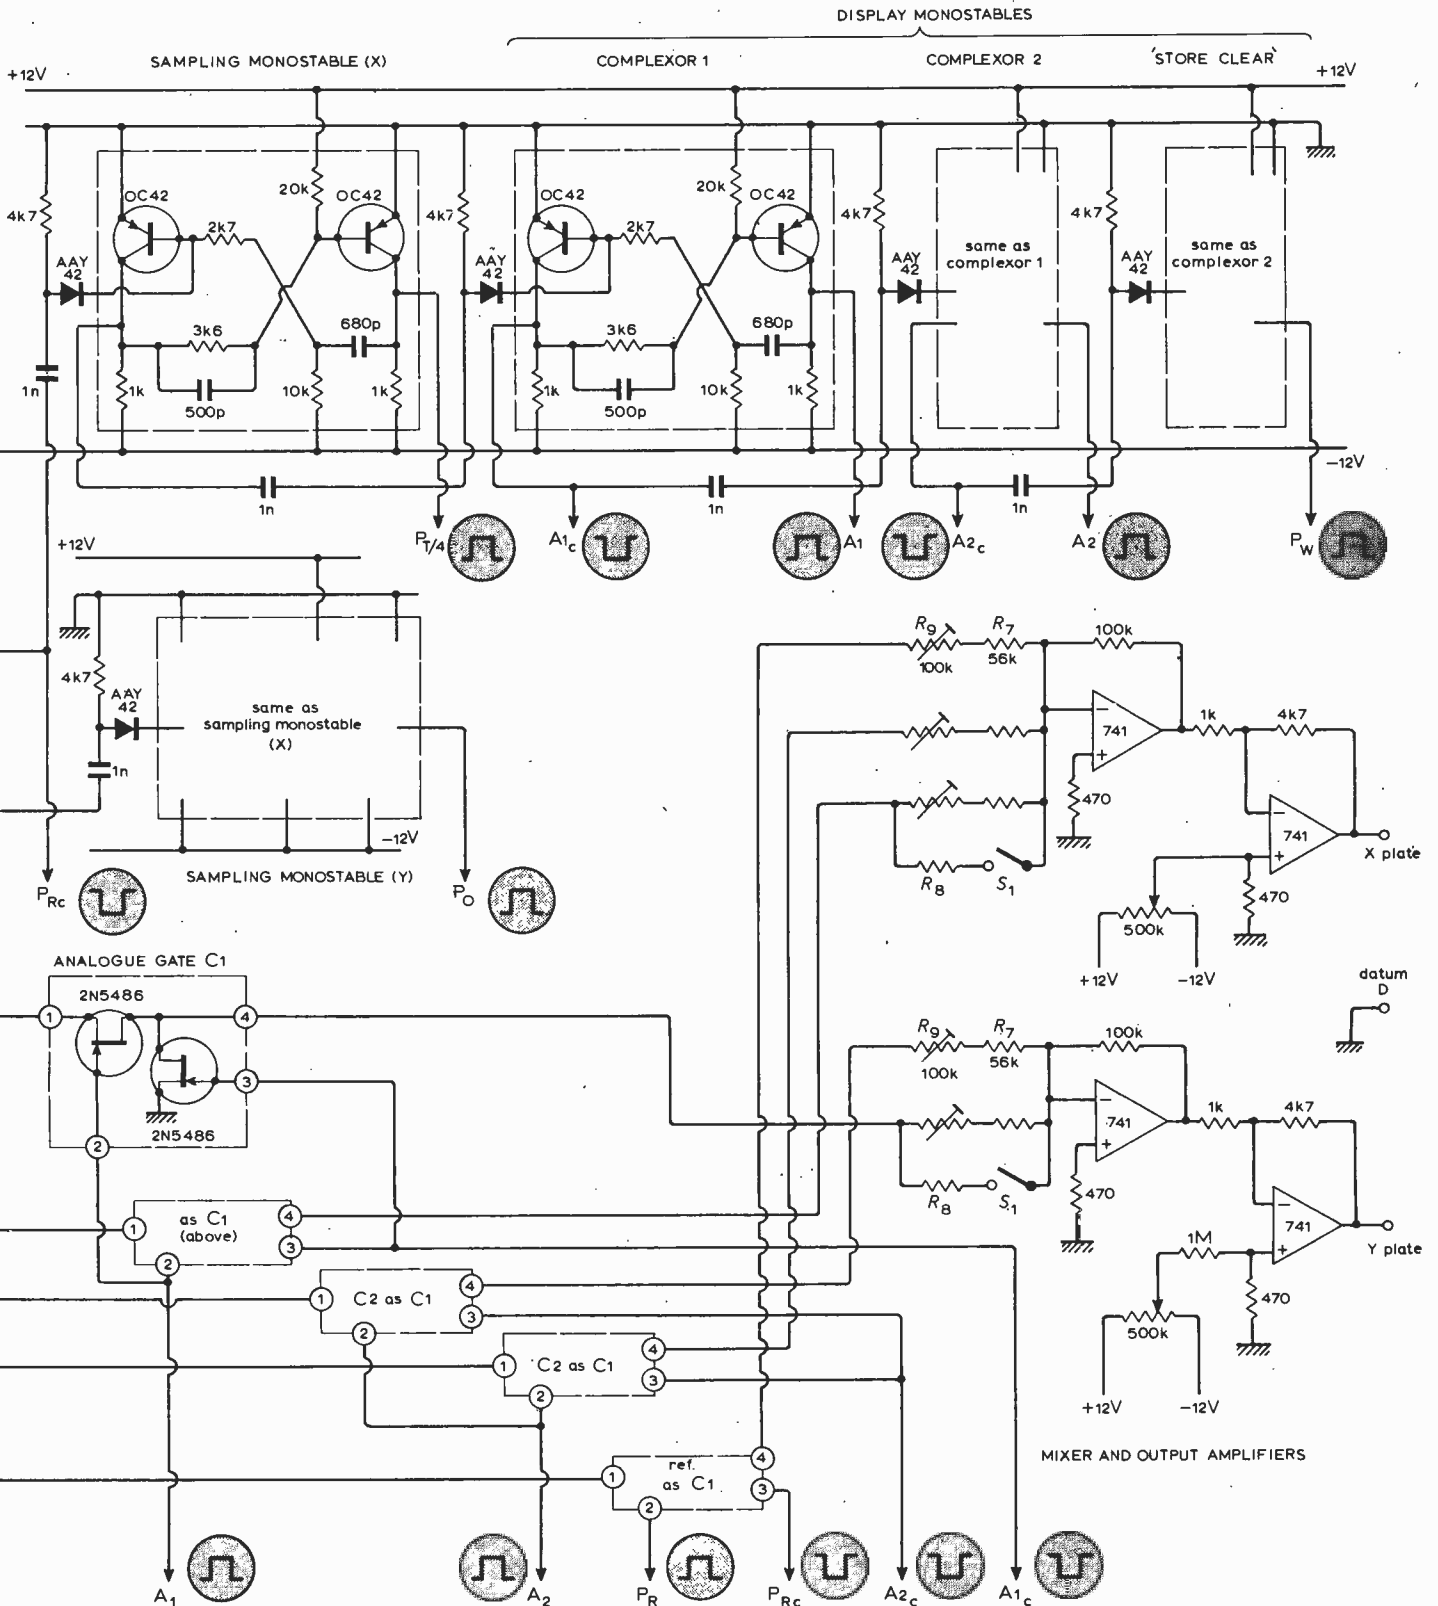 DISPLAY MONOSTABLES
SAMPLING MONOSTABLE (X)
COMPLEXOR 1
COMPLEXOR 2
'STORE CLEAR'
+12V
+12V
OC42
20k
OC42
4k7
2k7
AAY
42
3k6
680p
1n
1k
500p
10k
1k
4k7
AAY
42
OC42
20k
OC42
2k7
3k6
680p
1k
500p
10k
1k
4k7
AAY
42
same as
complexor 1
4k7
AAY
42
same as
complexor 2
-12V
1n
1n
1n
PT/4
A1c
A1
A2c
A2
PW
+12V
4k7
AAY
42
same as
sampling monostable
(X)
1n
-12V
SAMPLING MONOSTABLE (Y)
PRc
PO
R9
100k
R7
56k
100k
741
1k
4k7
470
R8
S1
741
X plate
470
500k
+12V
-12V
datum
D
ANALOGUE GATE C1
2N5486
1
4
3
2N5486
2
R9
100k
R7
56k
100k
741
1k
4k7
470
R8
S1
741
Y plate
1M
470
500k
+12V
-12V
1
as C1
(above)
4
3
2
1
C2 as C1
4
3
2
1
C2 as C1
4
3
2
MIXER AND OUTPUT AMPLIFIERS
1
ref.
as C1
4
3
2
A1
A2
PR
PRc
A2c
A1c